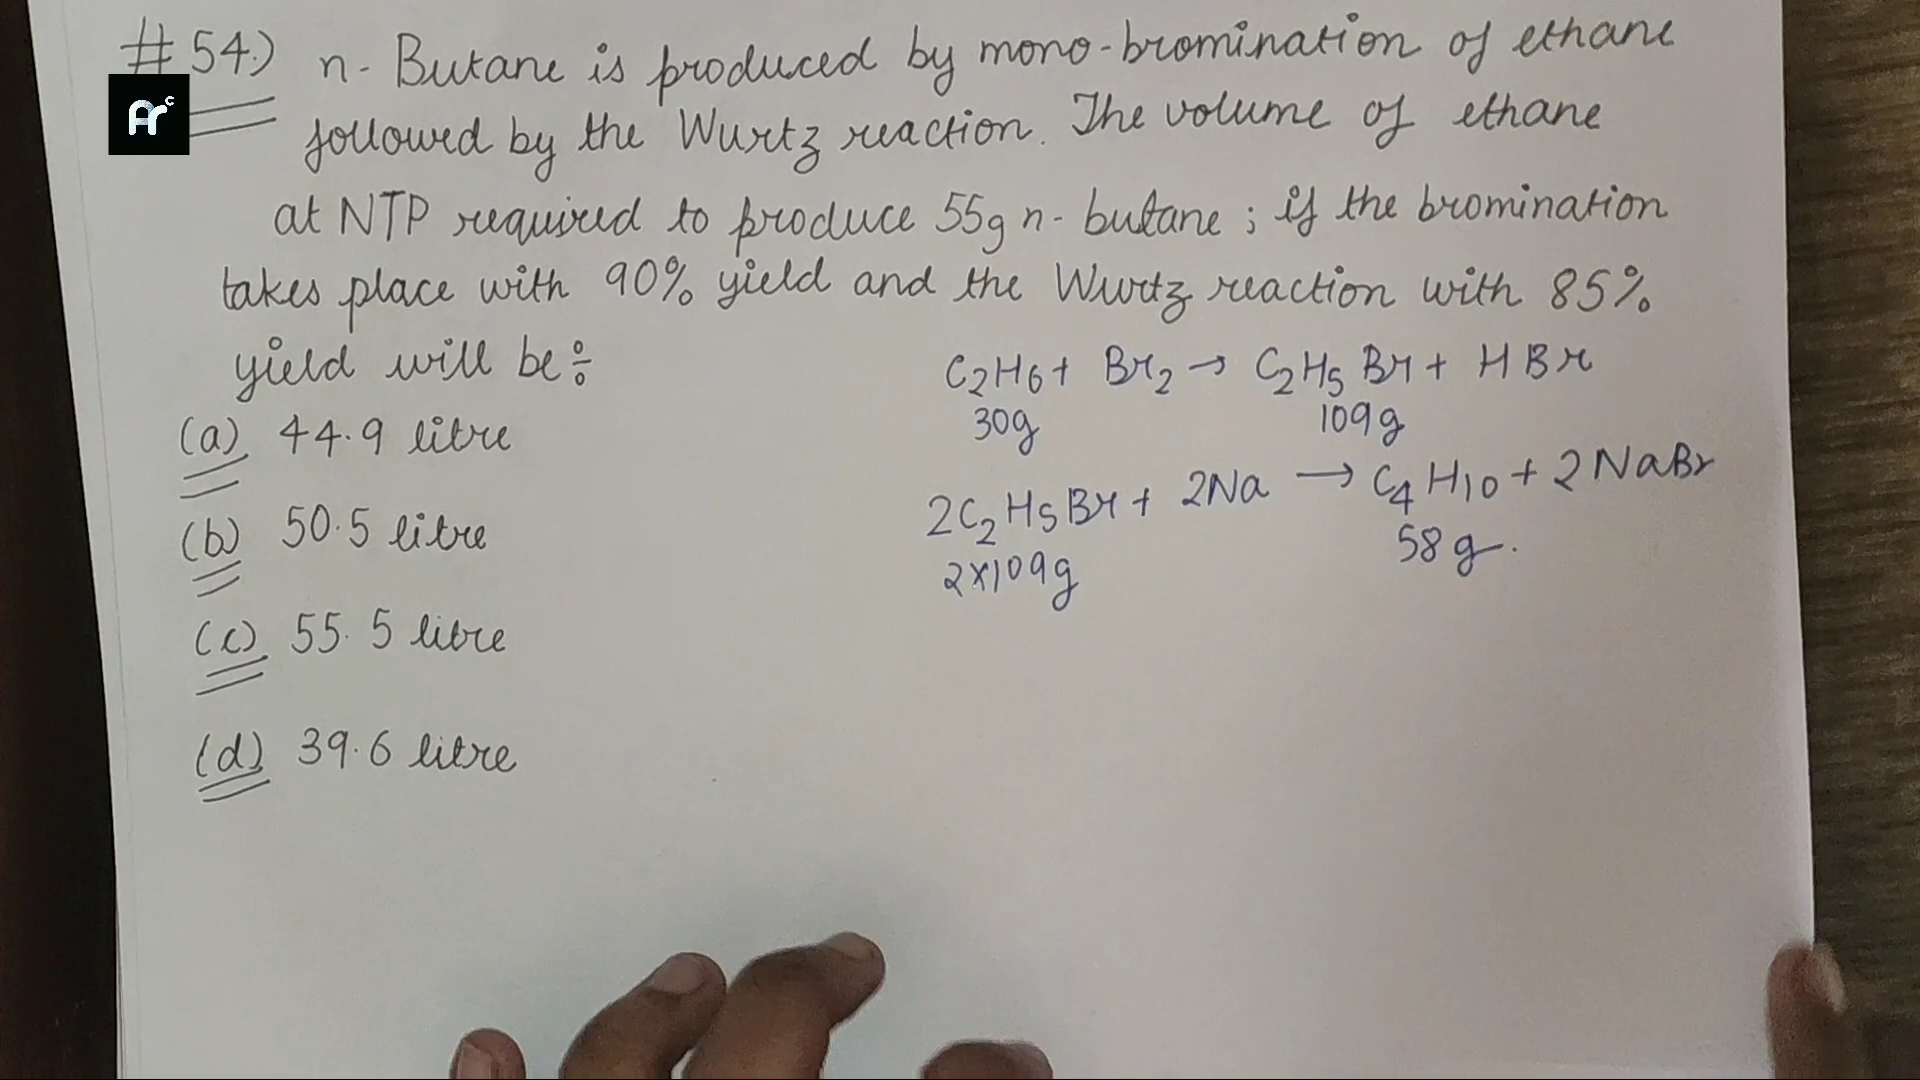 #54.) n-Butane is produced by mono-bromination of ethane
Ar c
followed by the Wurtz reaction. The volume of ethane
at NTP required to produce 55g n-butane ; if the bromination
takes place with 90% yield and the Wurtz reaction with 85%
yield will be :
(a) 44.9 litre
(b) 50.5 litre
(c) 55.5 litre
(d) 39.6 litre
C2H6 + Br2 → C2H5Br + HBr
30g 109g
2C2H5Br + 2Na → C4H10 + 2NaBr
2×109g 58g.